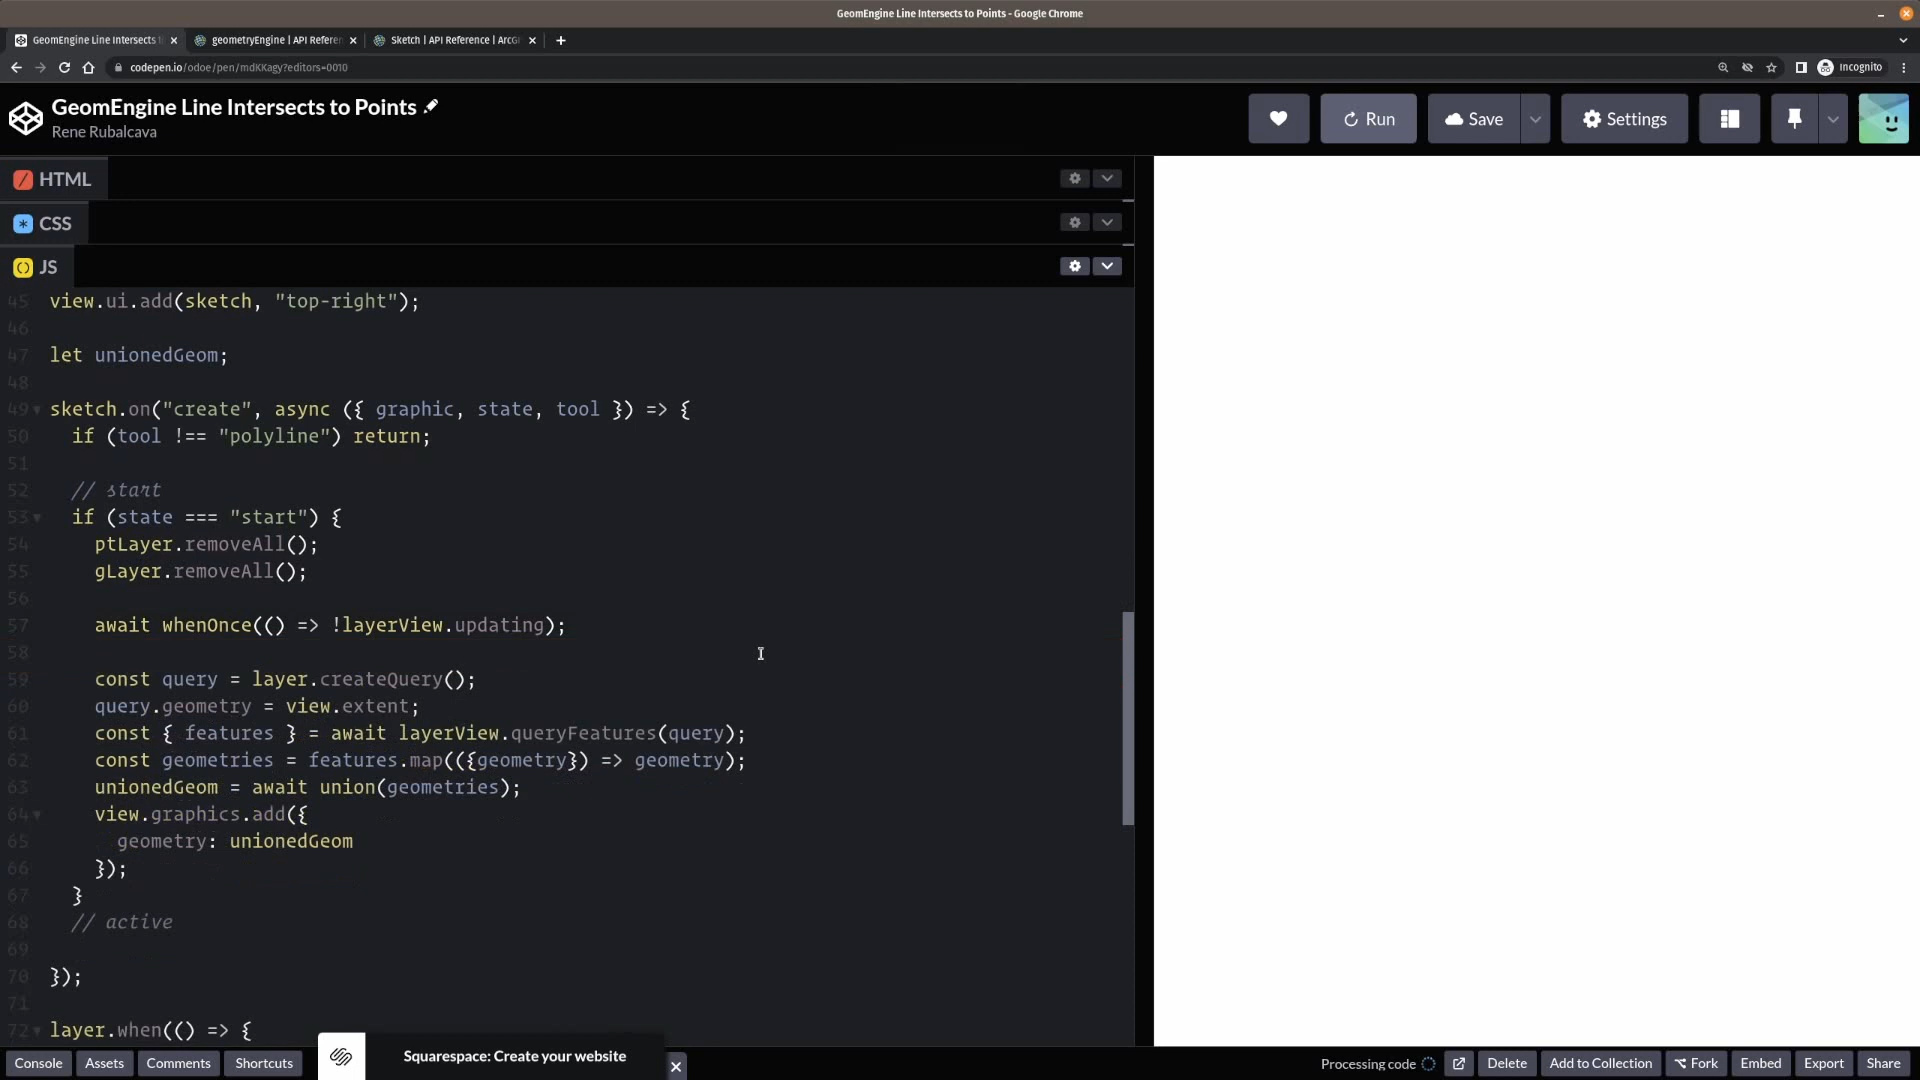 GeomEngine Line Intersects to Points - Google Chrome
GeomEngine Line Intersects t
geometryEngine | API Referen
Sketch | API Reference | ArcG
codepen.io/odoe/pen/mdKKagy?editors=0010
Incognito
GeomEngine Line Intersects to Points
Rene Rubalcava
Run
Save
Settings
HTML
CSS
JS
45 view.ui.add(sketch, "top-right");
46
47 let unionedGeom;
48
49 sketch.on("create", async ({ graphic, state, tool }) => {
50 if (tool !== "polyline") return;
51
52 // start
53 if (state === "start") {
54 ptLayer.removeAll();
55 gLayer.removeAll();
56
57 await whenOnce(() => !layerView.updating);
58
59 const query = layer.createQuery();
60 query.geometry = view.extent;
61 const { features } = await layerView.queryFeatures(query);
62 const geometries = features.map(({geometry}) => geometry);
63 unionedGeom = await union(geometries);
64 view.graphics.add({
65 geometry: unionedGeom
66 });
67 }
68 // active
69
70 });
71
72 layer.when(() => {
Console
Assets
Comments
Shortcuts
Squarespace: Create your website
Processing code
Delete
Add to Collection
Fork
Embed
Export
Share